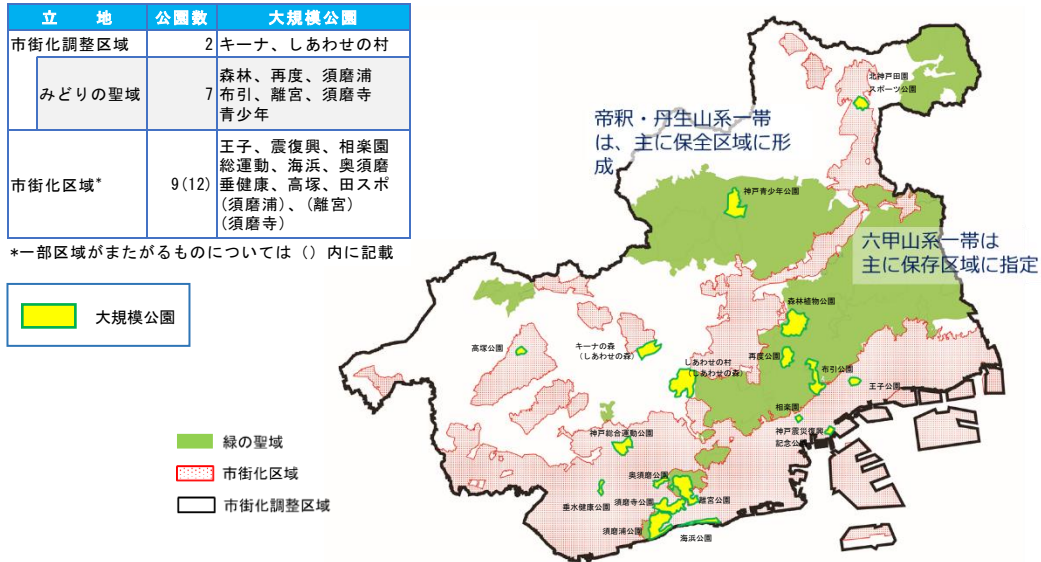 立 地 公園数 大規模公園
市街化調整区域 2 キーナ、しあわせの村
みどりの聖域 7 森林、再度、須磨浦
布引、離宮、須磨寺
青少年
市街化区域* 9(12) 王子、震復興、相楽園
総運動、海浜、奥須磨
垂健康、高塚、田スポ
(須磨浦)、(離宮)
(須磨寺)
*一部区域がまたがるものについては（）内に記載
大規模公園
北神戸田園
スポーツ公園
帝釈・丹生山系一帯
は、主に保全区域に形
成
神戸青少年公園
六甲山系一帯は
主に保存区域に指定
森林植物公園
高塚公園
キーナの森
（しあわせの森）
しあわせの村
（しあわせの森）
再度公園
布引公園
王子公園
相楽園
神戸震災復興
記念公園
神戸総合運動公園
奥須磨公園
垂水健康公園
須磨寺公園
離宮公園
須磨浦公園
海浜公園
緑の聖域
市街化区域
市街化調整区域